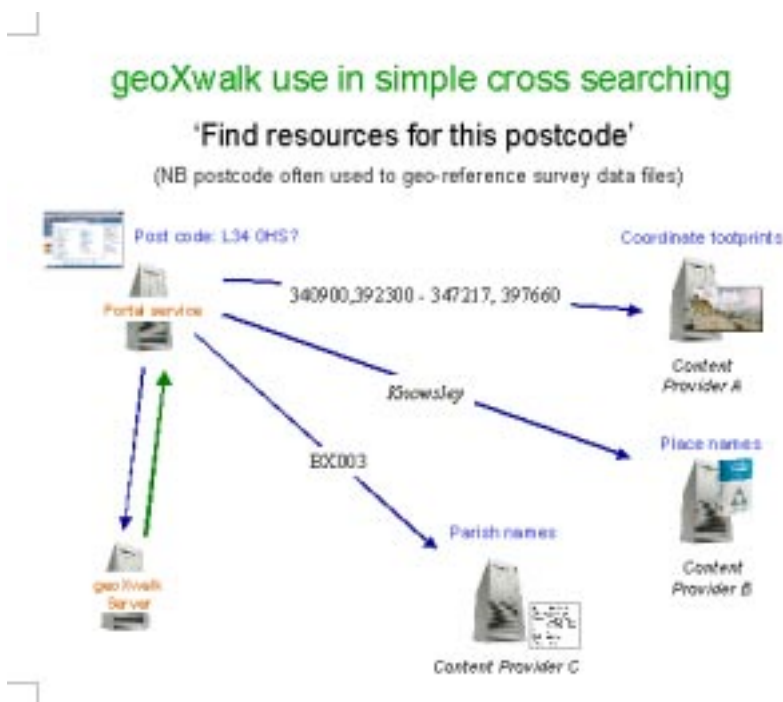 geoXwalk use in simple cross searching
'Find resources for this postcode'
(NB postcode often used to geo-reference survey data files)
Post code: L34 0HS?
Coordinate footprints
340900,392300 - 347217, 397660
Portal service
Content
Provider A
Knowsley
Place names
BX003
Parish names
geoXwalk
Server
Content
Provider B
Content Provider C